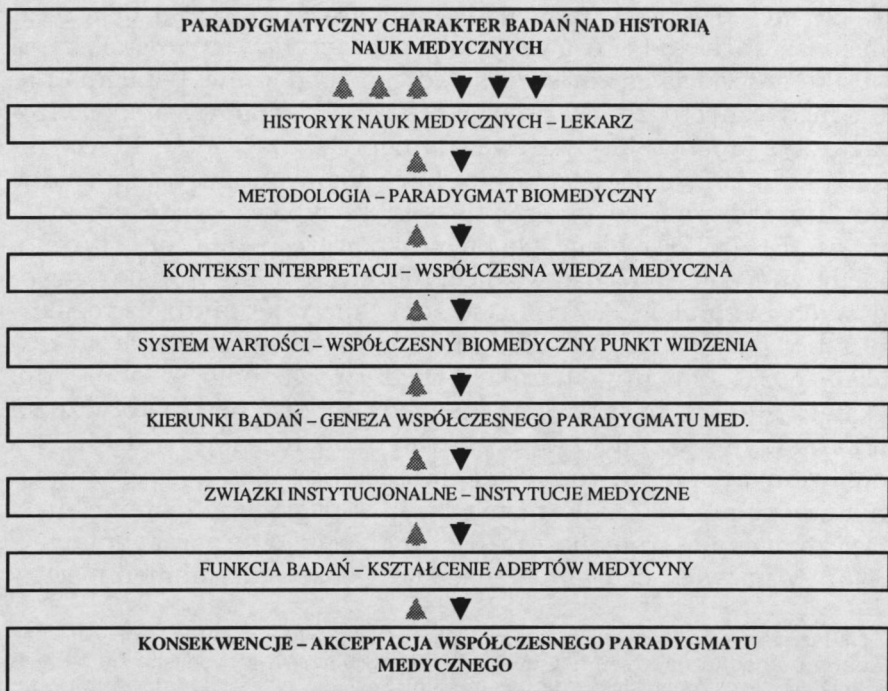 PARADYGMATYCZNY CHARAKTER BADAŃ NAD HISTORIĄ
NAUK MEDYCZNYCH
HISTORYK NAUK MEDYCZNYCH – LEKARZ
METODOLOGIA – PARADYGMAT BIOMEDYCZNY
KONTEKST INTERPRETACJI – WSPÓŁCZESNA WIEDZA MEDYCZNA
SYSTEM WARTOŚCI – WSPÓŁCZESNY BIOMEDYCZNY PUNKT WIDZENIA
KIERUNKI BADAŃ – GENEZA WSPÓŁCZESNEGO PARADYGMATU MED.
ZWIĄZKI INSTYTUCJONALNE – INSTYTUCJE MEDYCZNE
FUNKCJA BADAŃ – KSZTAŁCENIE ADEPTÓW MEDYCYNY
KONSEKWENCJE – AKCEPTACJA WSPÓŁCZESNEGO PARADYGMATU
MEDYCZNEGO